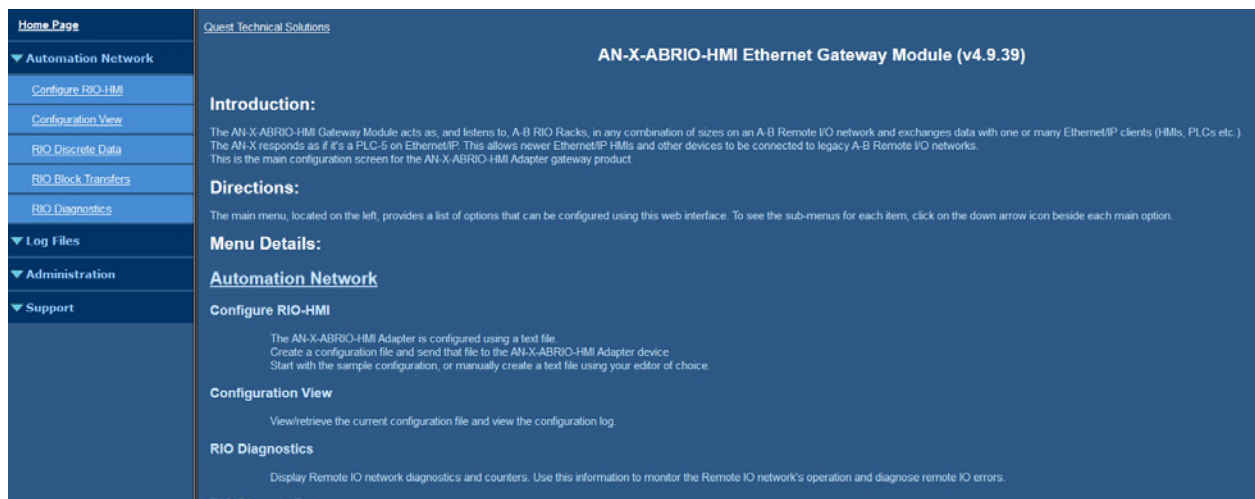 Home Page
Automation Network
Configure RIO-HMI
Configuration View
RIO Discrete Data
RIO Block Transfers
RIO Diagnostics
Log Files
Administration
Support
Quest Technical Solutions
AN-X-ABRIO-HMI Ethernet Gateway Module (v4.9.39)
Introduction:
The AN-X-ABRIO-HMI Gateway Module acts as, and listens to, A-B RIO Racks, in any combination of sizes on an A-B Remote I/O network and exchanges data with one or many Ethernet/IP clients (HMIs, PLCs etc.).
The AN-X responds as if it's a PLC-5 on Ethernet/IP. This allows newer Ethernet/IP HMIs and other devices to be connected to legacy A-B Remote I/O networks.
This is the main configuration screen for the AN-X-ABRIO-HMI Adapter gateway product.
Directions:
The main menu, located on the left, provides a list of options that can be configured using this web interface. To see the sub-menus for each item, click on the down arrow icon beside each main option.
Menu Details:
Automation Network
Configure RIO-HMI
The AN-X-ABRIO-HMI Adapter is configured using a text file.
Create a configuration file and send that file to the AN-X-ABRIO-HMI Adapter device
Start with the sample configuration, or manually create a text file using your editor of choice.
Configuration View
View/retrieve the current configuration file and view the configuration log.
RIO Diagnostics
Display Remote IO network diagnostics and counters. Use this information to monitor the Remote IO network's operation and diagnose remote IO errors.